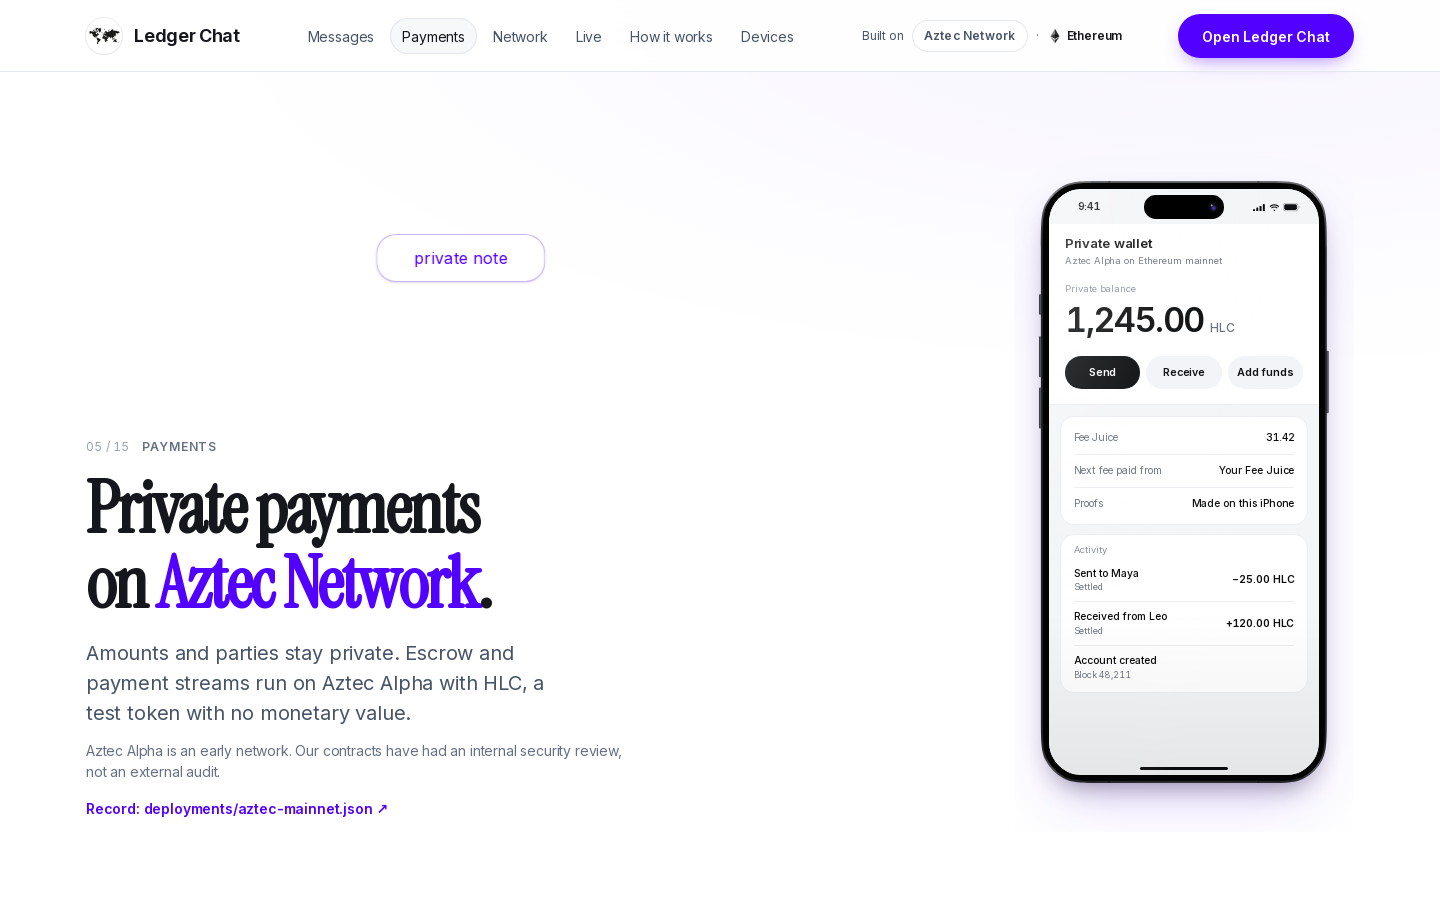 Ledger Chat
Messages
Payments
Network
Live
How it works
Devices
Built on
Aztec Network
·
Ethereum
Open Ledger Chat
private note
05 / 15 PAYMENTS
Private payments
on Aztec Network.
Amounts and parties stay private. Escrow and
payment streams run on Aztec Alpha with HLC, a
test token with no monetary value.
Aztec Alpha is an early network. Our contracts have had an internal security review,
not an external audit.
Record: deployments/aztec-mainnet.json ↗
9:41
Private wallet
Aztec Alpha on Ethereum mainnet
Private balance
1,245.00 HLC
Send
Receive
Add funds
Fee Juice 31.42
Next fee paid from Your Fee Juice
Proofs Made on this iPhone
Activity
Sent to Maya
Settled
−25.00 HLC
Received from Leo
Settled
+120.00 HLC
Account created
Block 48,211